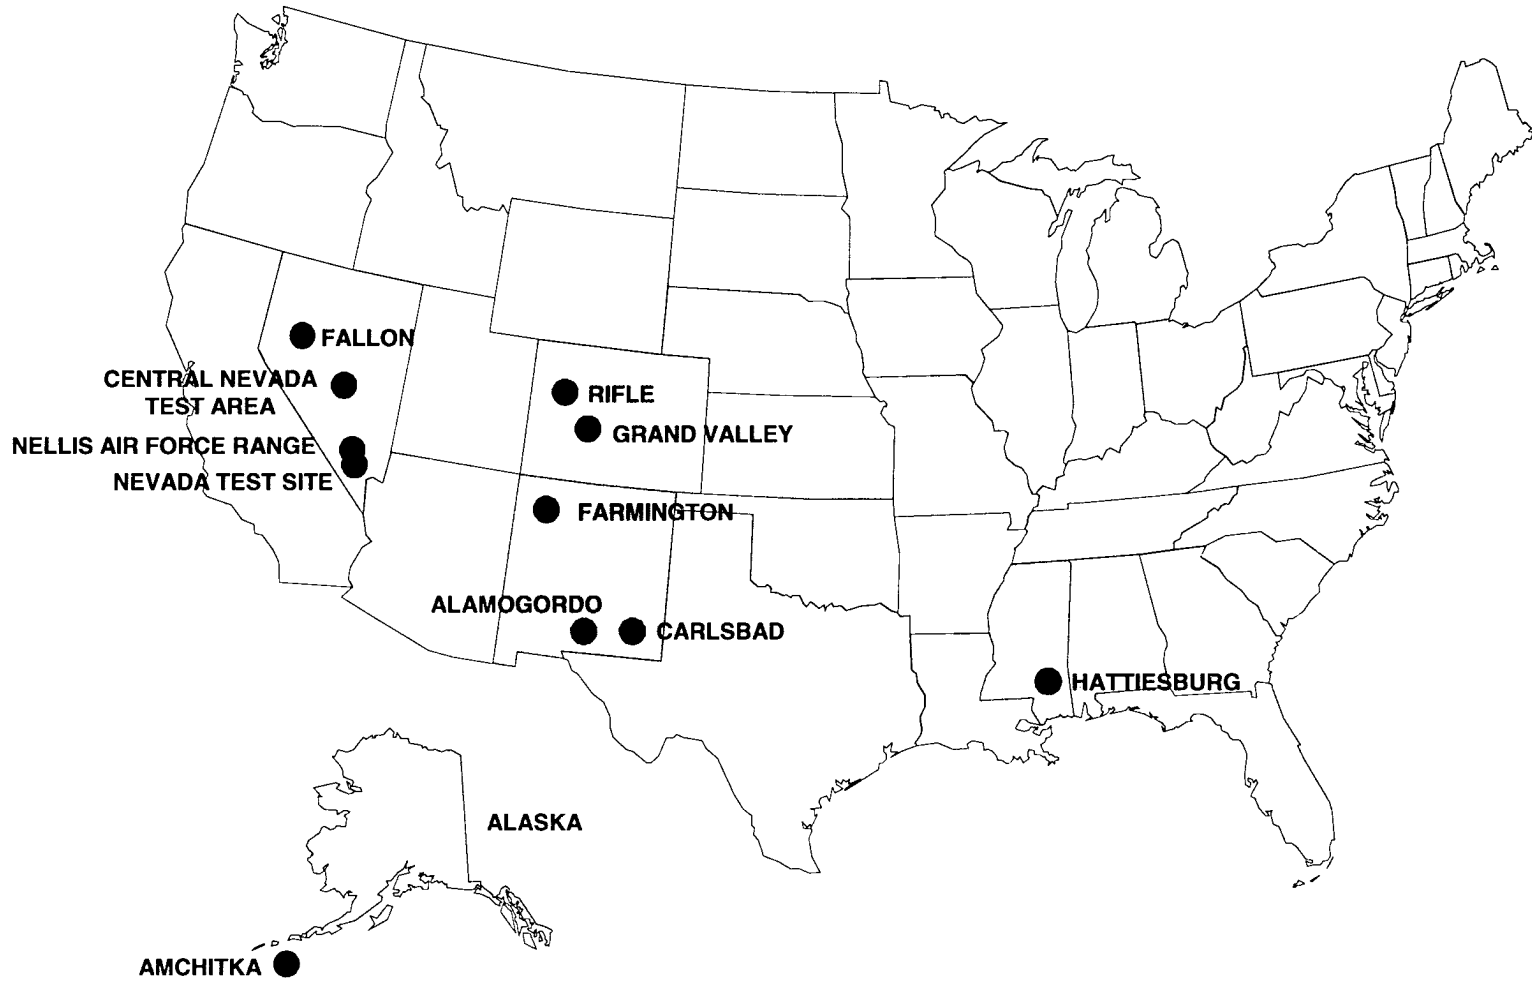 FALLON
CENTRAL NEVADA
TEST AREA
RIFLE
GRAND VALLEY
NELLIS AIR FORCE RANGE
NEVADA TEST SITE
FARMINGTON
ALAMOGORDO
CARLSBAD
HATTIESBURG
ALASKA
AMCHITKA